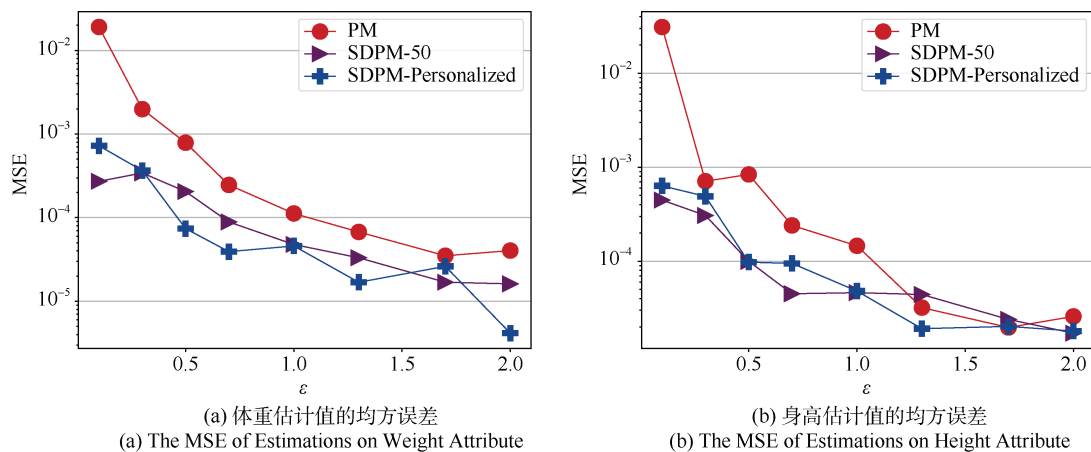 PM
SDPM-50
SDPM-Personalized
MSE
10⁻²
10⁻³
10⁻⁴
10⁻⁵
0.5
1.0
1.5
2.0
ε
(a) 体重估计值的均方误差
(a) The MSE of Estimations on Weight Attribute
PM
SDPM-50
SDPM-Personalized
MSE
10⁻²
10⁻³
10⁻⁴
0.5
1.0
1.5
2.0
ε
(b) 身高估计值的均方误差
(b) The MSE of Estimations on Height Attribute